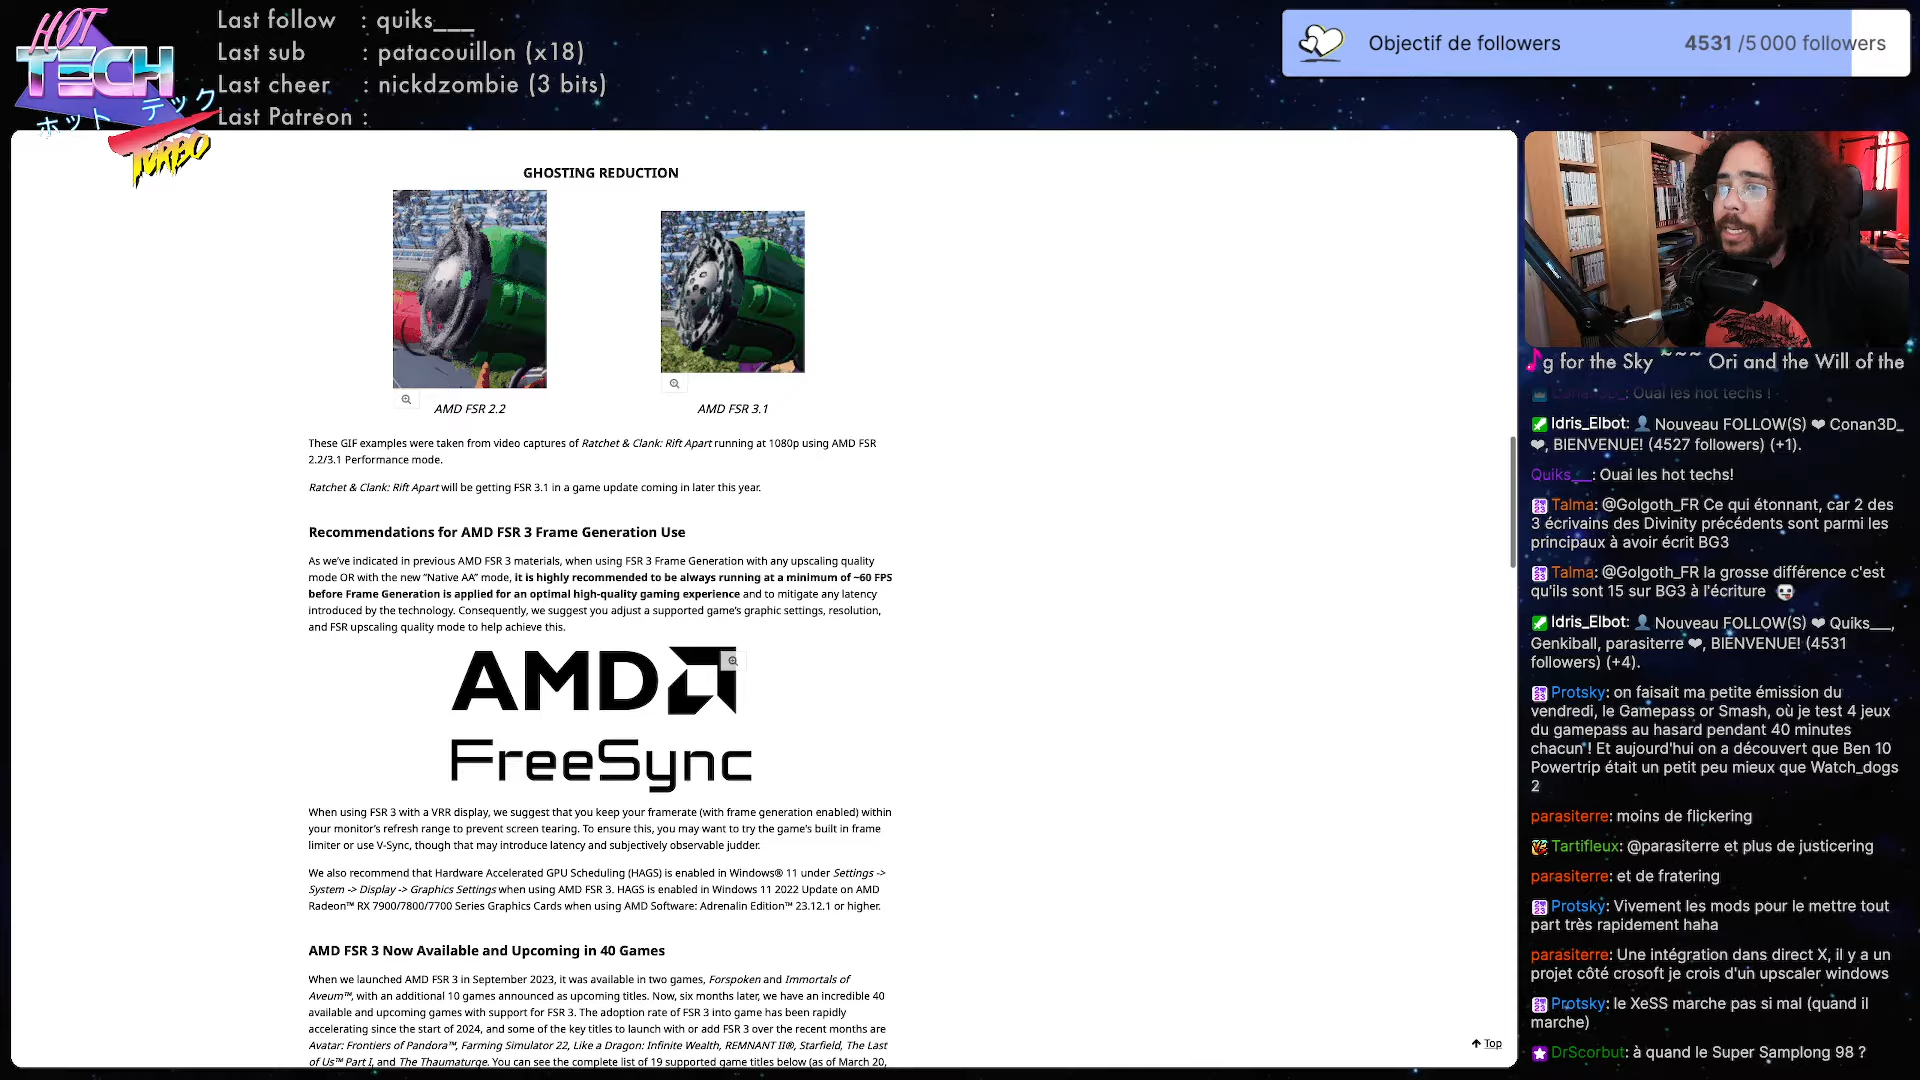 HOT
TECH
ホット テック
TURBO
Last follow : quiks___
Last sub : patacouillon (x18)
Last cheer : nickdzombie (3 bits)
Last Patreon :
Objectif de followers 4531 /5 000 followers
GHOSTING REDUCTION
AMD FSR 2.2
AMD FSR 3.1
These GIF examples were taken from video captures of Ratchet & Clank: Rift Apart running at 1080p using AMD FSR
2.2/3.1 Performance mode.
Ratchet & Clank: Rift Apart will be getting FSR 3.1 in a game update coming in later this year.
Recommendations for AMD FSR 3 Frame Generation Use
As we’ve indicated in previous AMD FSR 3 materials, when using FSR 3 Frame Generation with any upscaling quality
mode OR with the new “Native AA” mode, it is highly recommended to be always running at a minimum of ~60 FPS
before Frame Generation is applied for an optimal high-quality gaming experience and to mitigate any latency
introduced by the technology. Consequently, we suggest you adjust a supported game’s graphic settings, resolution,
and FSR upscaling quality mode to help achieve this.
AMD
FreeSync
When using FSR 3 with a VRR display, we suggest that you keep your framerate (with frame generation enabled) within
your monitor’s refresh range to prevent screen tearing. To ensure this, you may want to try the game’s built in frame
limiter or use V-Sync, though that may introduce latency and subjectively observable judder.
We also recommend that Hardware Accelerated GPU Scheduling (HAGS) is enabled in Windows® 11 under Settings ->
System -> Display -> Graphics Settings when using AMD FSR 3. HAGS is enabled in Windows 11 2022 Update on AMD
Radeon™ RX 7900/7800/7700 Series Graphics Cards when using AMD Software: Adrenalin Edition™ 23.12.1 or higher.
AMD FSR 3 Now Available and Upcoming in 40 Games
When we launched AMD FSR 3 in September 2023, it was available in two games, Forspoken and Immortals of
Aveum™, with an additional 10 games announced as upcoming titles. Now, six months later, we have an incredible 40
available and upcoming games with support for FSR 3. The adoption rate of FSR 3 into game has been rapidly
accelerating since the start of 2024, and some of the key titles to launch with or add FSR 3 over the recent months are
Avatar: Frontiers of Pandora™, Farming Simulator 22, Like a Dragon: Infinite Wealth, REMNANT II®, Starfield, The Last
of Us™ Part I, and The Thaumaturge. You can see the complete list of 19 supported game titles below (as of March 20,
Top
g for the Sky ~~~ Ori and the Will of the
: Ouai les hot techs !
Idris_Elbot: Nouveau FOLLOW(S) ❤ Conan3D_
❤, BIENVENUE! (4527 followers) (+1).
Quiks___: Ouai les hot techs!
Talma: @Golgoth_FR Ce qui étonnant, car 2 des
3 écrivains des Divinity précédents sont parmi les
principaux à avoir écrit BG3
Talma: @Golgoth_FR la grosse différence c'est
qu'ils sont 15 sur BG3 à l'écriture
Idris_Elbot: Nouveau FOLLOW(S) ❤ Quiks___,
Genkiball, parasiterre ❤, BIENVENUE! (4531
followers) (+4).
Protsky: on faisait ma petite émission du
vendredi, le Gamepass or Smash, où je test 4 jeux
du gamepass au hasard pendant 40 minutes
chacun ! Et aujourd'hui on a découvert que Ben 10
Powertrip était un petit peu mieux que Watch_dogs
2
parasiterre: moins de flickering
Tartifleux: @parasiterre et plus de justicering
parasiterre: et de fratering
Protsky: Vivement les mods pour le mettre tout
part très rapidement haha
parasiterre: Une intégration dans direct X, il y a un
projet côté crosoft je crois d'un upscaler windows
Protsky: le XeSS marche pas si mal (quand il
marche)
DrScorbut: à quand le Super Samplong 98 ?